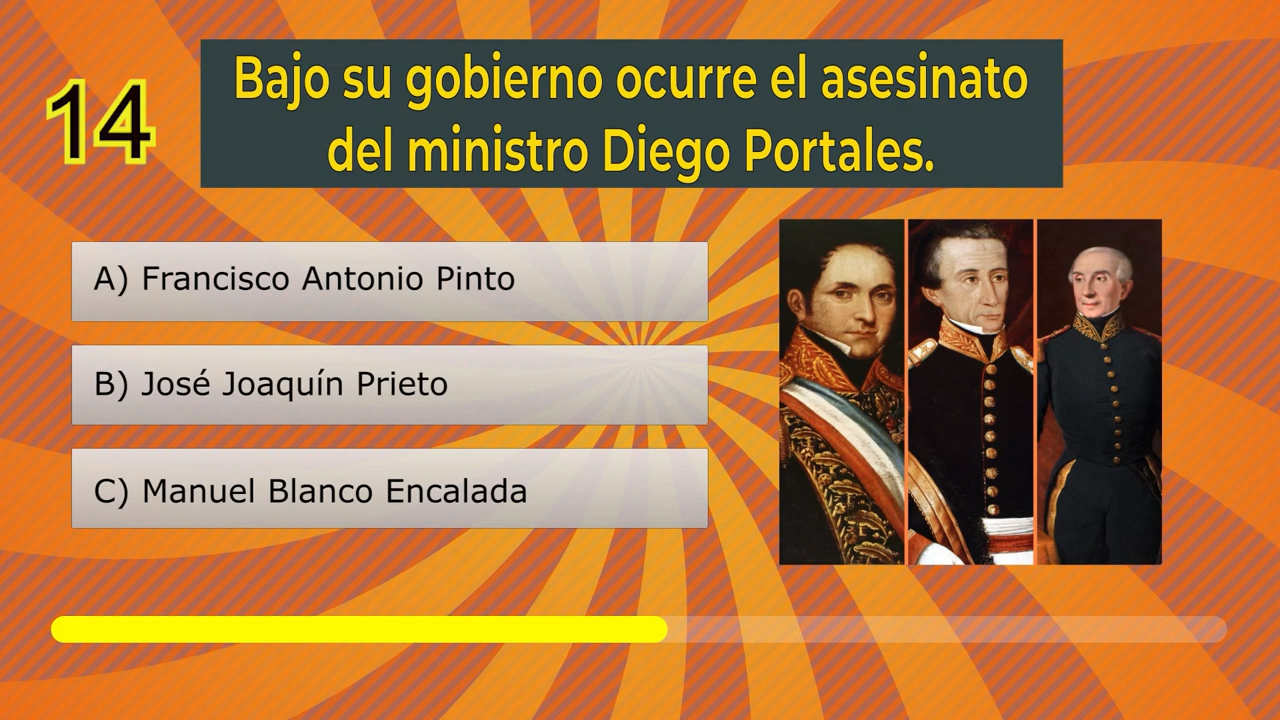 14
Bajo su gobierno ocurre el asesinato
del ministro Diego Portales.
A) Francisco Antonio Pinto
B) José Joaquín Prieto
C) Manuel Blanco Encalada